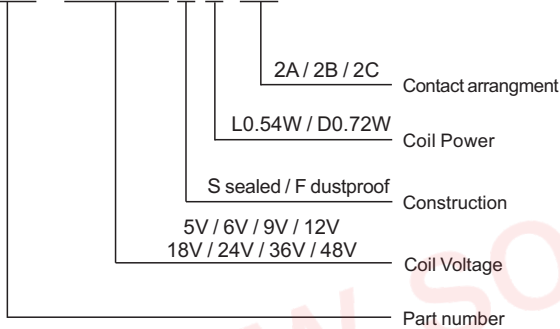 2A / 2B / 2C
Contact arrangment
L0.54W / D0.72W
Coil Power
S sealed / F dustproof
Construction
5V / 6V / 9V / 12V
18V / 24V / 36V / 48V
Coil Voltage
Part number